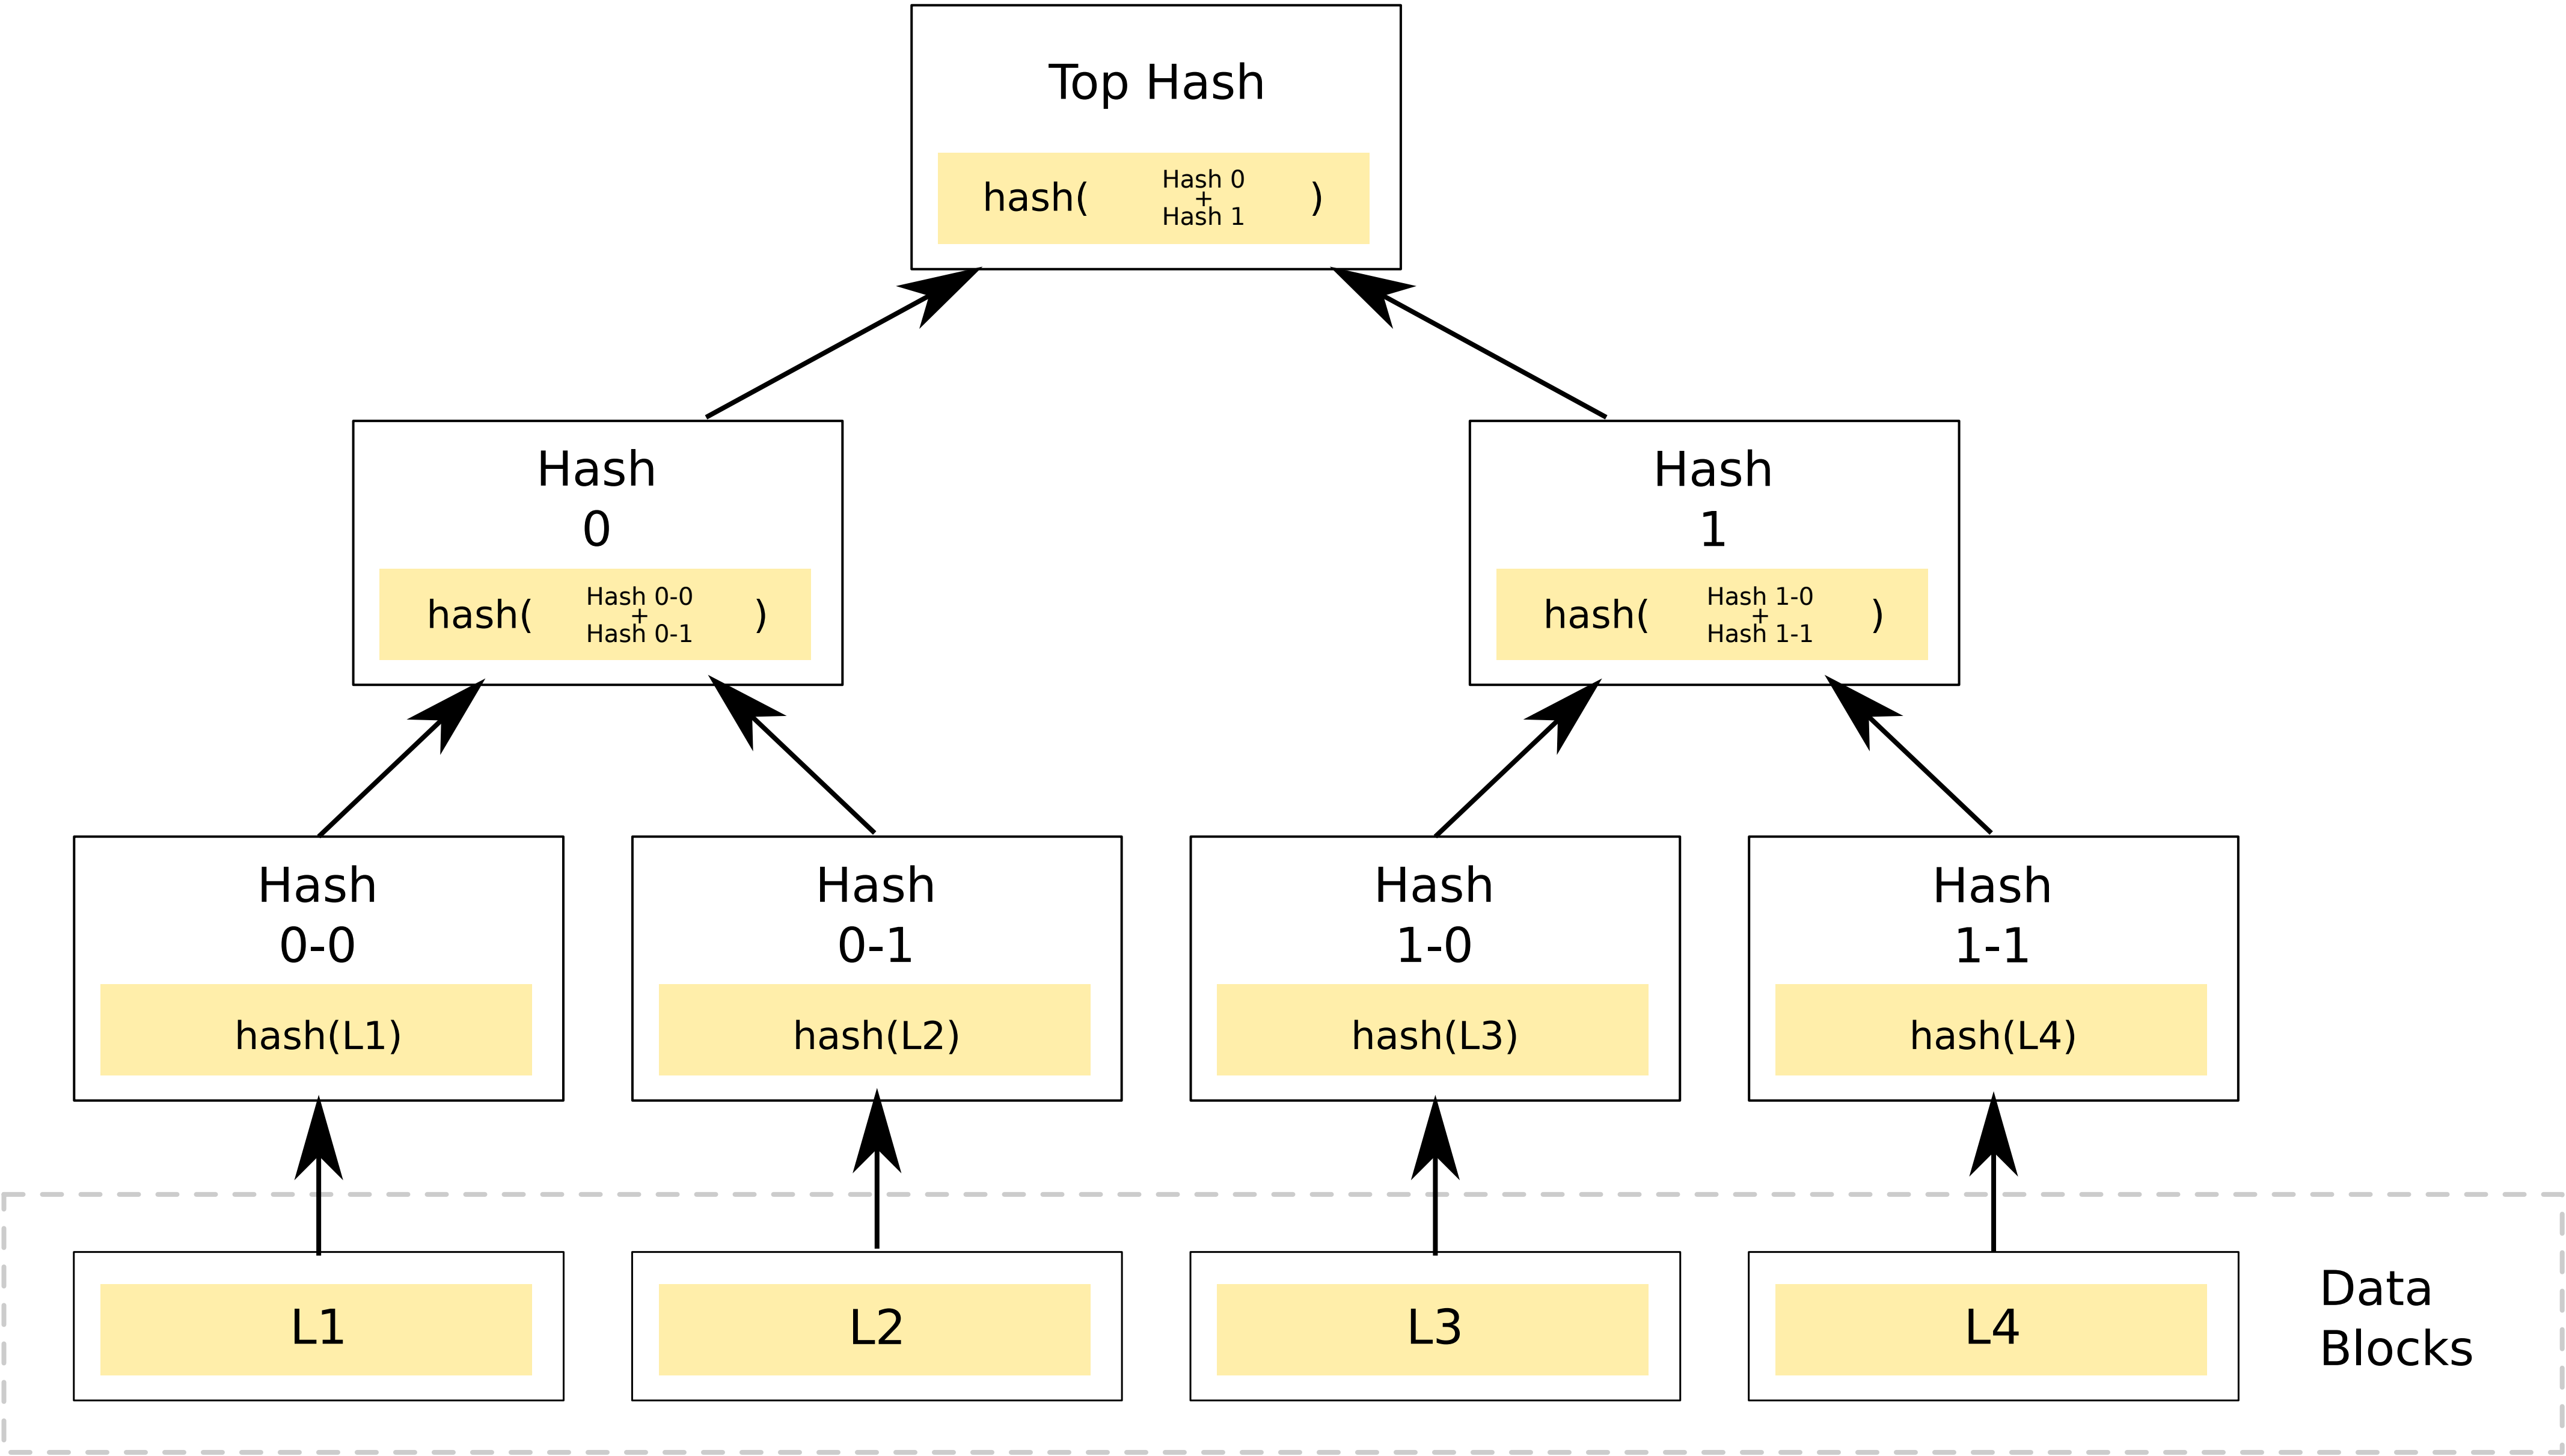 Top Hash
hash( Hash 0 + Hash 1 )
Hash
0
hash( Hash 0-0 + Hash 0-1 )
Hash
1
hash( Hash 1-0 + Hash 1-1 )
Hash
0-0
hash(L1)
Hash
0-1
hash(L2)
Hash
1-0
hash(L3)
Hash
1-1
hash(L4)
L1
L2
L3
L4
Data
Blocks